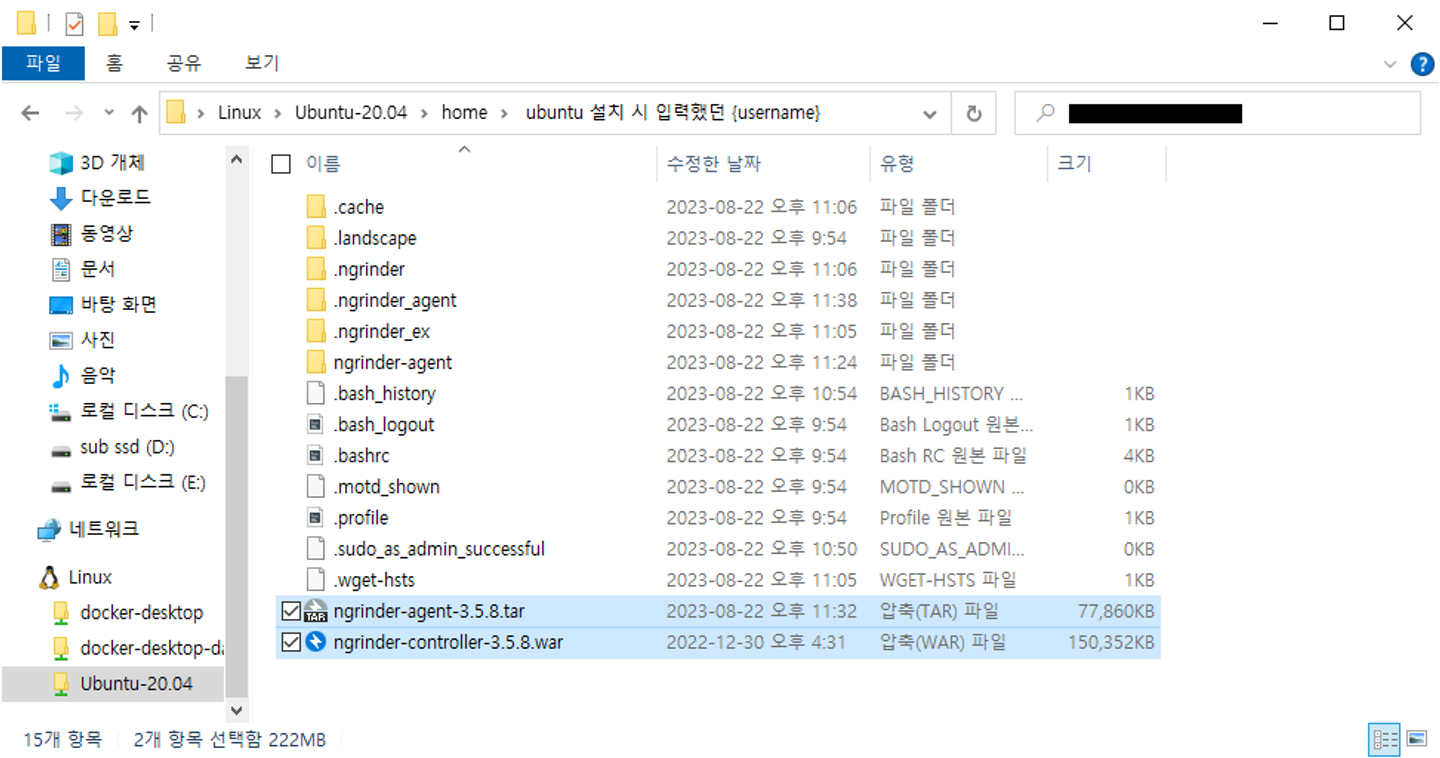 파일 홈 공유 보기
Linux Ubuntu-20.04 home ubuntu 설치 시 입력했던 {username}
3D 개체
다운로드
동영상
문서
바탕 화면
사진
음악
로컬 디스크 (C:)
sub ssd (D:)
로컬 디스크 (E:)
네트워크
Linux
docker-desktop
docker-desktop-da
Ubuntu-20.04
이름 수정한 날짜 유형 크기
.cache 2023-08-22 오후 11:06 파일 폴더
.landscape 2023-08-22 오후 9:54 파일 폴더
.ngrinder 2023-08-22 오후 11:06 파일 폴더
.ngrinder_agent 2023-08-22 오후 11:38 파일 폴더
.ngrinder_ex 2023-08-22 오후 11:05 파일 폴더
ngrinder-agent 2023-08-22 오후 11:24 파일 폴더
.bash_history 2023-08-22 오후 10:54 BASH_HISTORY ... 1KB
.bash_logout 2023-08-22 오후 9:54 Bash Logout 원본... 1KB
.bashrc 2023-08-22 오후 9:54 Bash RC 원본 파일 4KB
.motd_shown 2023-08-22 오후 9:54 MOTD_SHOWN ... 0KB
.profile 2023-08-22 오후 9:54 Profile 원본 파일 1KB
.sudo_as_admin_successful 2023-08-22 오후 10:50 SUDO_AS_ADMI... 0KB
.wget-hsts 2023-08-22 오후 11:05 WGET-HSTS 파일 1KB
TAR ngrinder-agent-3.5.8.tar 2023-08-22 오후 11:32 압축(TAR) 파일 77,860KB
ngrinder-controller-3.5.8.war 2022-12-30 오후 4:31 압축(WAR) 파일 150,352KB
15개 항목 2개 항목 선택함 222MB